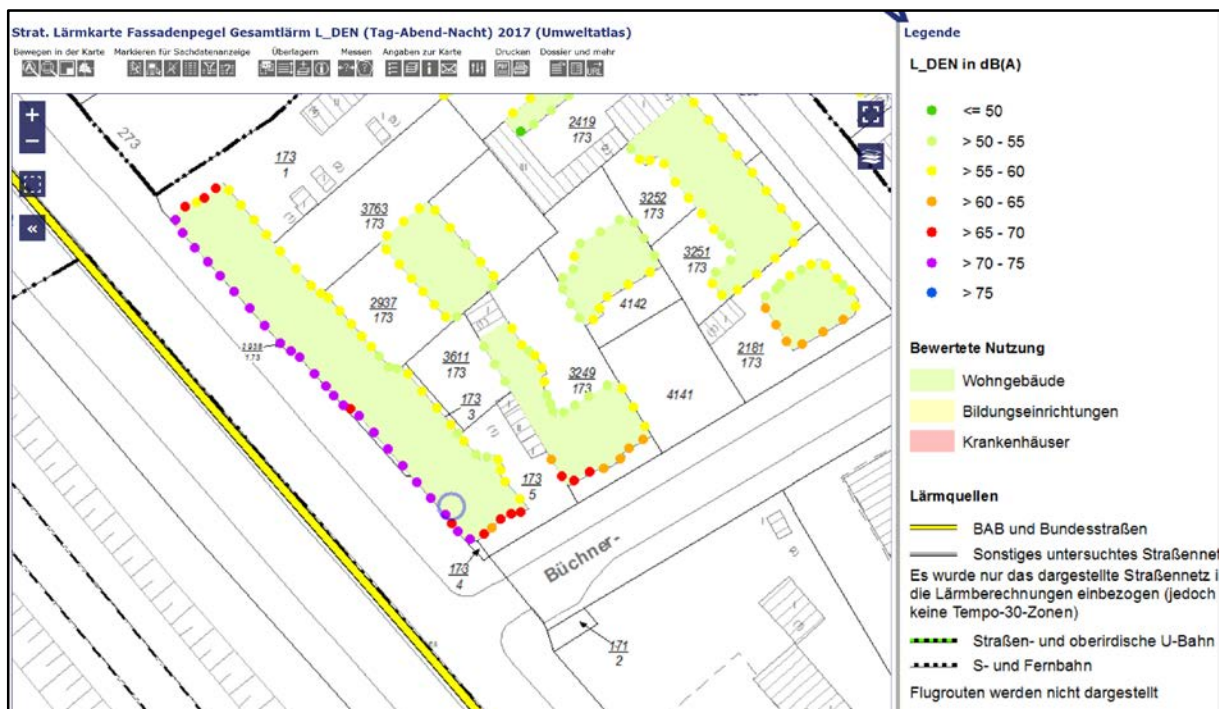 Strat. Lärmkarte Fassadenpegel Gesamtlärm L_DEN (Tag-Abend-Nacht) 2017 (Umweltatlas)
Bewegen in der Karte Markieren für Sachdatenanzeige Überlagern Messen Angaben zur Karte Drucken Dossier und mehr
URL
+
−
«
273
173
1
2419
173
3763
173
3252
173
3251
173
2937
173
4142
2938
173
3611
173
3249
173
2181
173
173
3
4141
173
5
Büchner-
173
4
171
2
Legende
L_DEN in dB(A)
<= 50
> 50 - 55
> 55 - 60
> 60 - 65
> 65 - 70
> 70 - 75
> 75
Bewertete Nutzung
Wohngebäude
Bildungseinrichtungen
Krankenhäuser
Lärmquellen
BAB und Bundesstraßen
Sonstiges untersuchtes Straßennet
Es wurde nur das dargestellte Straßennetz i
die Lärmberechnungen einbezogen (jedoch
keine Tempo-30-Zonen)
Straßen- und oberirdische U-Bahn
S- und Fernbahn
Flugrouten werden nicht dargestellt